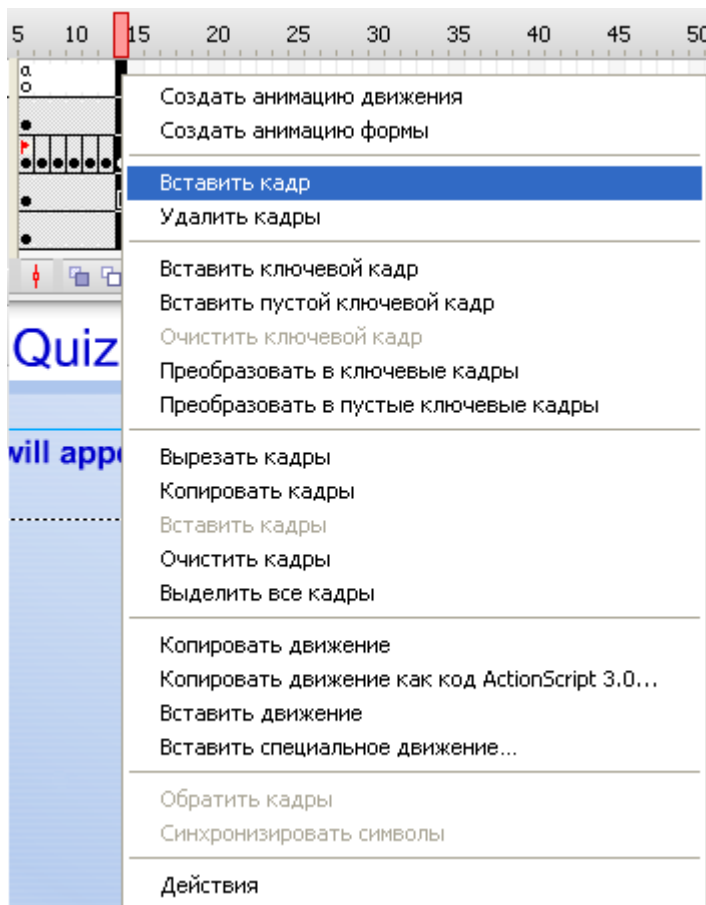 5 10 15 20 25 30 35 40 45 50
a
Создать анимацию движения
Создать анимацию формы
Вставить кадр
Удалить кадры
Вставить ключевой кадр
Вставить пустой ключевой кадр
Очистить ключевой кадр
Quiz
Преобразовать в ключевые кадры
Преобразовать в пустые ключевые кадры
will appe
Вырезать кадры
Копировать кадры
Вставить кадры
Очистить кадры
Выделить все кадры
Копировать движение
Копировать движение как код ActionScript 3.0...
Вставить движение
Вставить специальное движение...
Обратить кадры
Синхронизировать символы
Действия